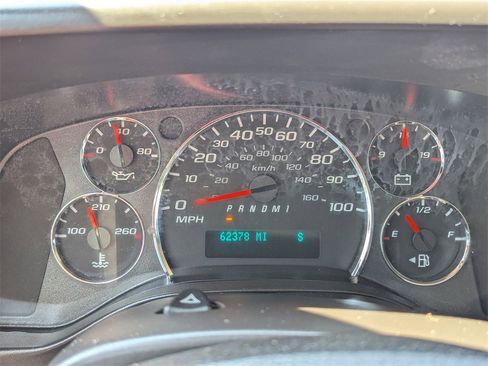 40
0 80
100 210 260
0 10 20 30 40 50 60 70 80 90 100
MPH
20 40 60 80 100 120 140 160
km/h
P R N D M 1
62378 MI S
9 19
E 1/2 F